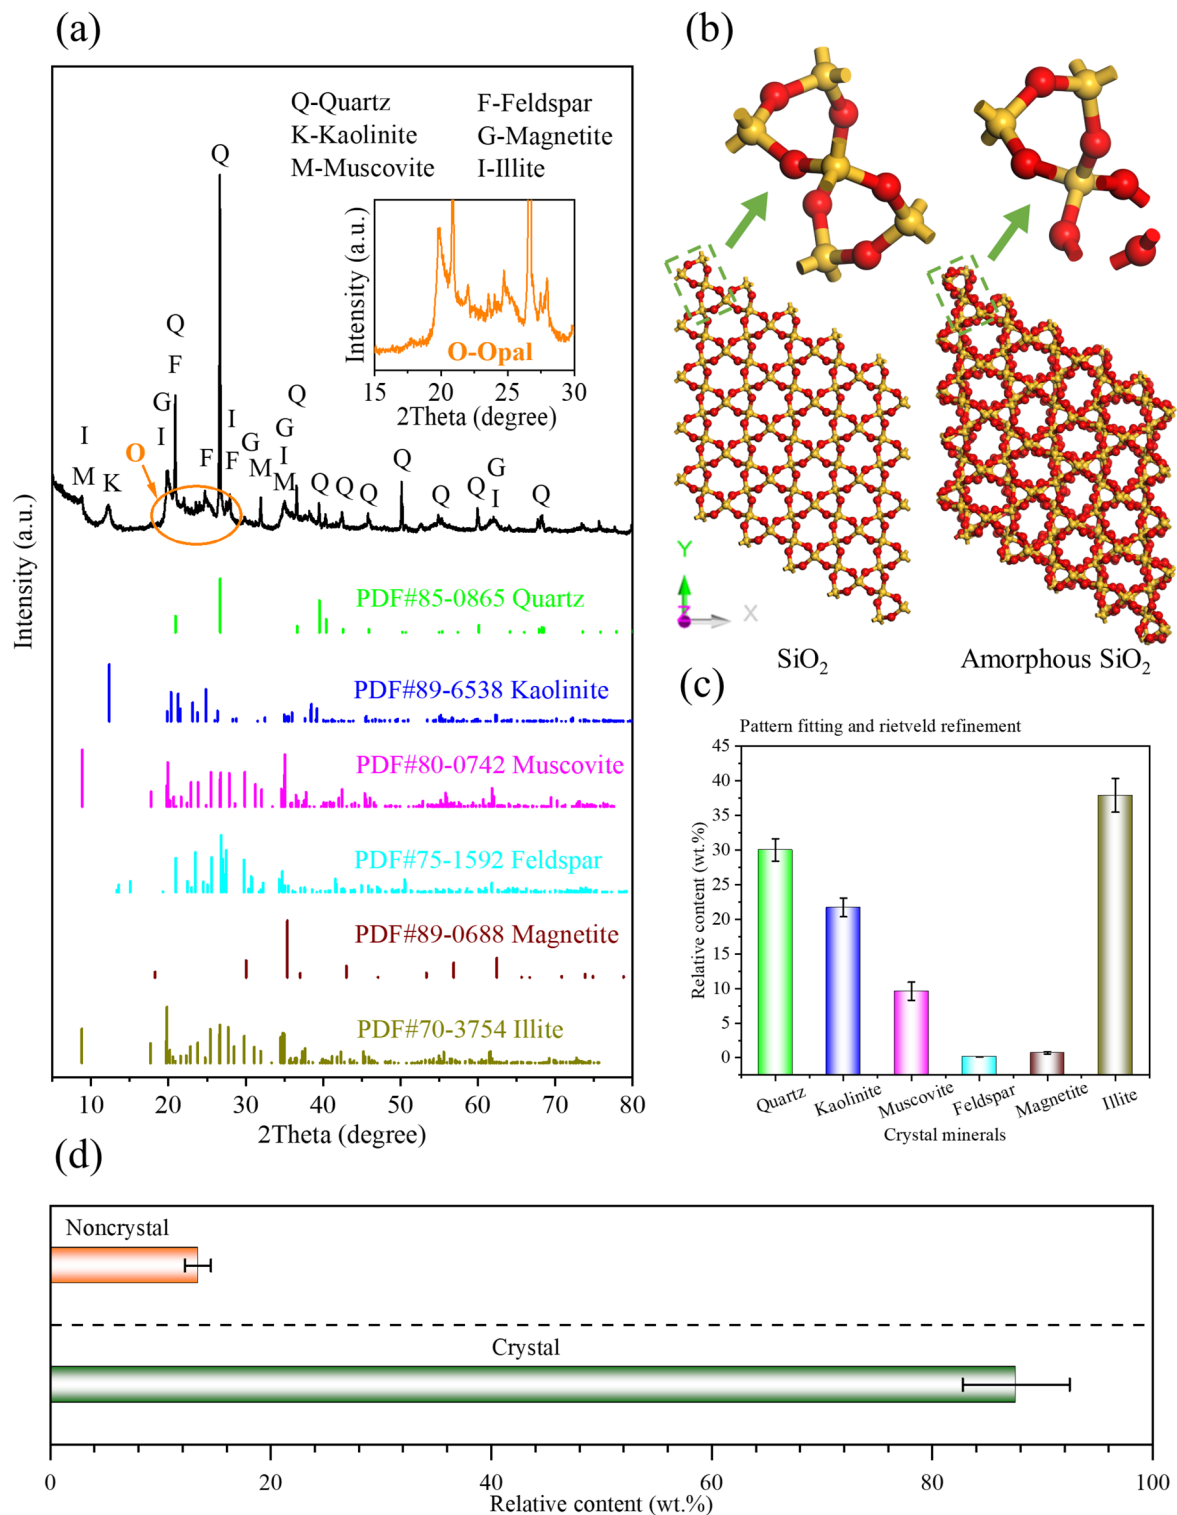 (a)
Q-Quartz F-Feldspar
K-Kaolinite G-Magnetite
M-Muscovite I-Illite
Q
Q
F
G
I
I
M
K
O
F
I
F
G
M
Q
G
I
M
Q
Q
Q
Q
Q
Q
G
I
Q
Intensity (a.u.)
O-Opal
15 20 25 30
2Theta (degree)
Intensity (a.u.)
PDF#85-0865 Quartz
PDF#89-6538 Kaolinite
PDF#80-0742 Muscovite
PDF#75-1592 Feldspar
PDF#89-0688 Magnetite
PDF#70-3754 Illite
10 20 30 40 50 60 70 80
2Theta (degree)
(b)
Y
Z
X
SiO₂
Amorphous SiO₂
(c)
Pattern fitting and rietveld refinement
45
40
35
30
25
20
15
10
5
0
Relative content (wt.%)
Quartz Kaolinite Muscovite Feldspar Magnetite Illite
Crystal minerals
(d)
Noncrystal
Crystal
0 20 40 60 80 100
Relative content (wt.%)